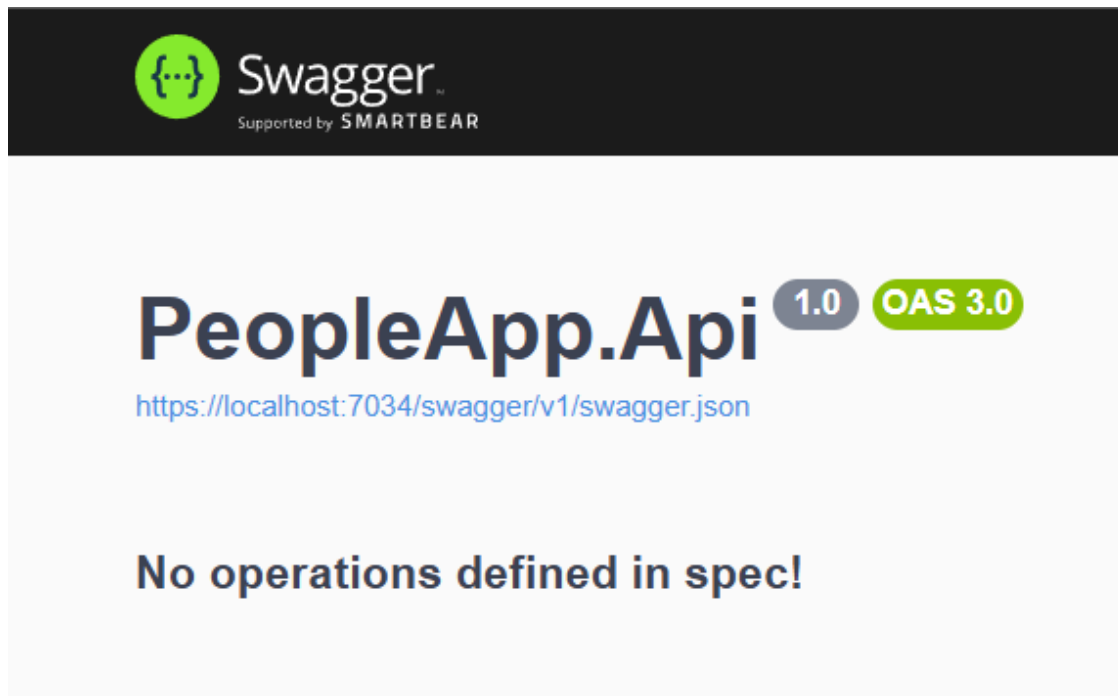 {···} Swagger
Supported by SMARTBEAR
PeopleApp.Api 1.0 OAS 3.0
https://localhost:7034/swagger/v1/swagger.json
No operations defined in spec!